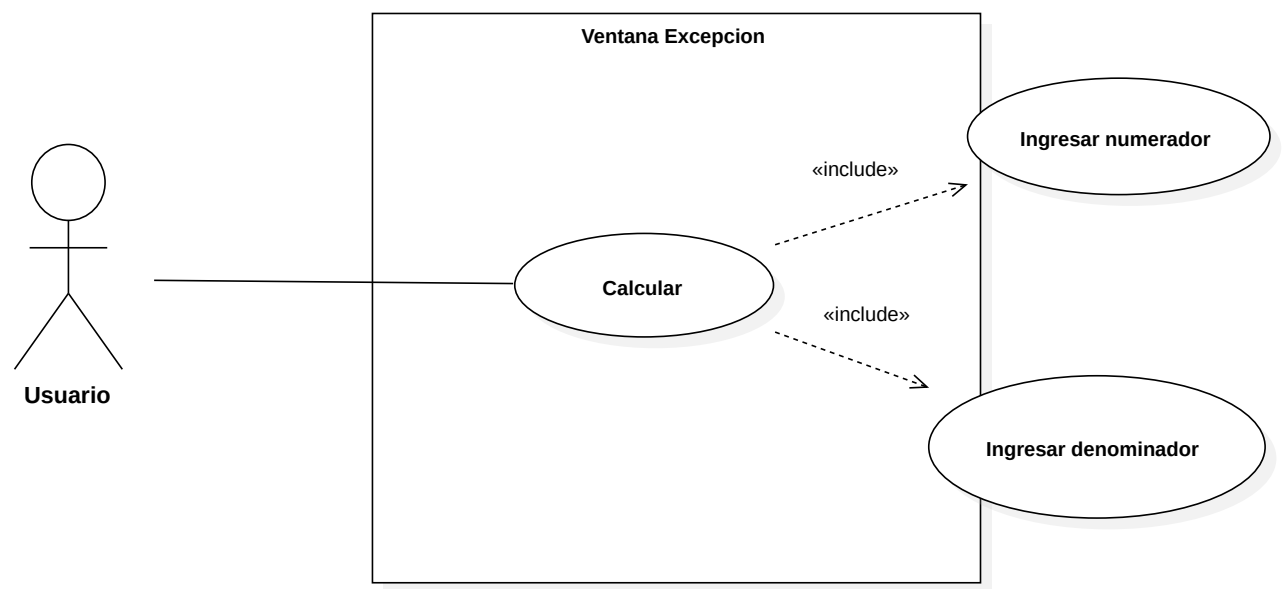 Ventana Excepcion
Ingresar numerador
«include»
Calcular
«include»
Usuario
Ingresar denominador